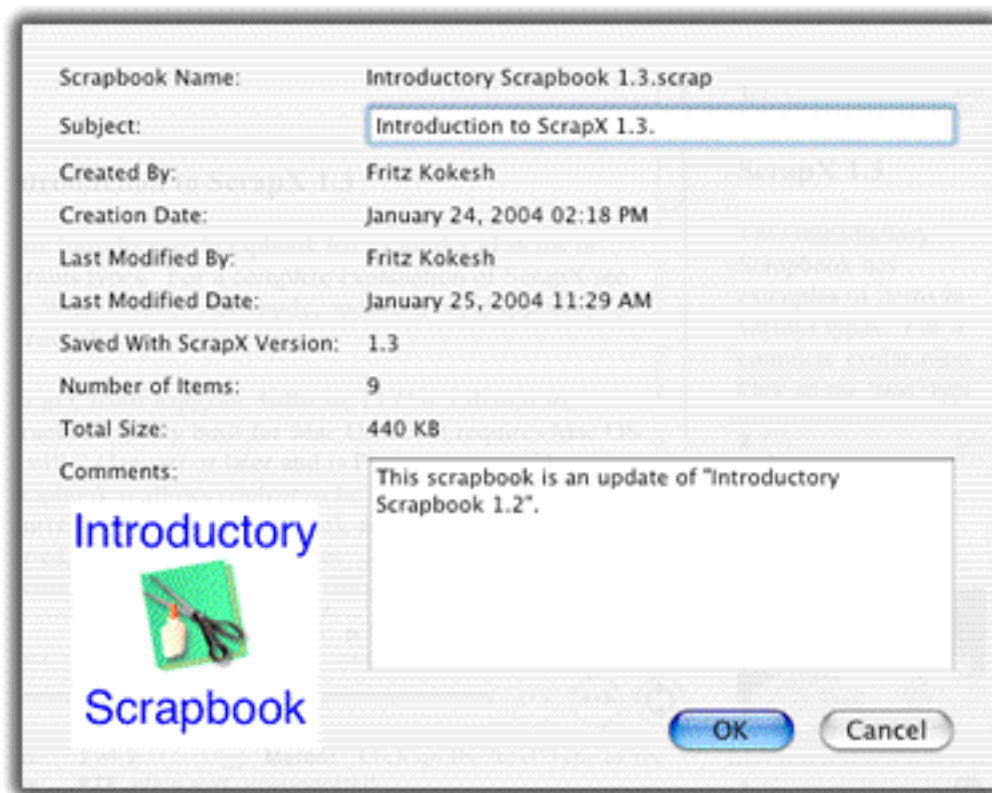 Scrapbook Name: Introductory Scrapbook 1.3.scrap
Subject: Introduction to ScrapX 1.3.
Created By: Fritz Kokesh
Creation Date: January 24, 2004 02:18 PM
Last Modified By: Fritz Kokesh
Last Modified Date: January 25, 2004 11:29 AM
Saved With ScrapX Version: 1.3
Number of Items: 9
Total Size: 440 KB
Comments: This scrapbook is an update of "Introductory
Scrapbook 1.2".
Introductory
Scrapbook
OK Cancel